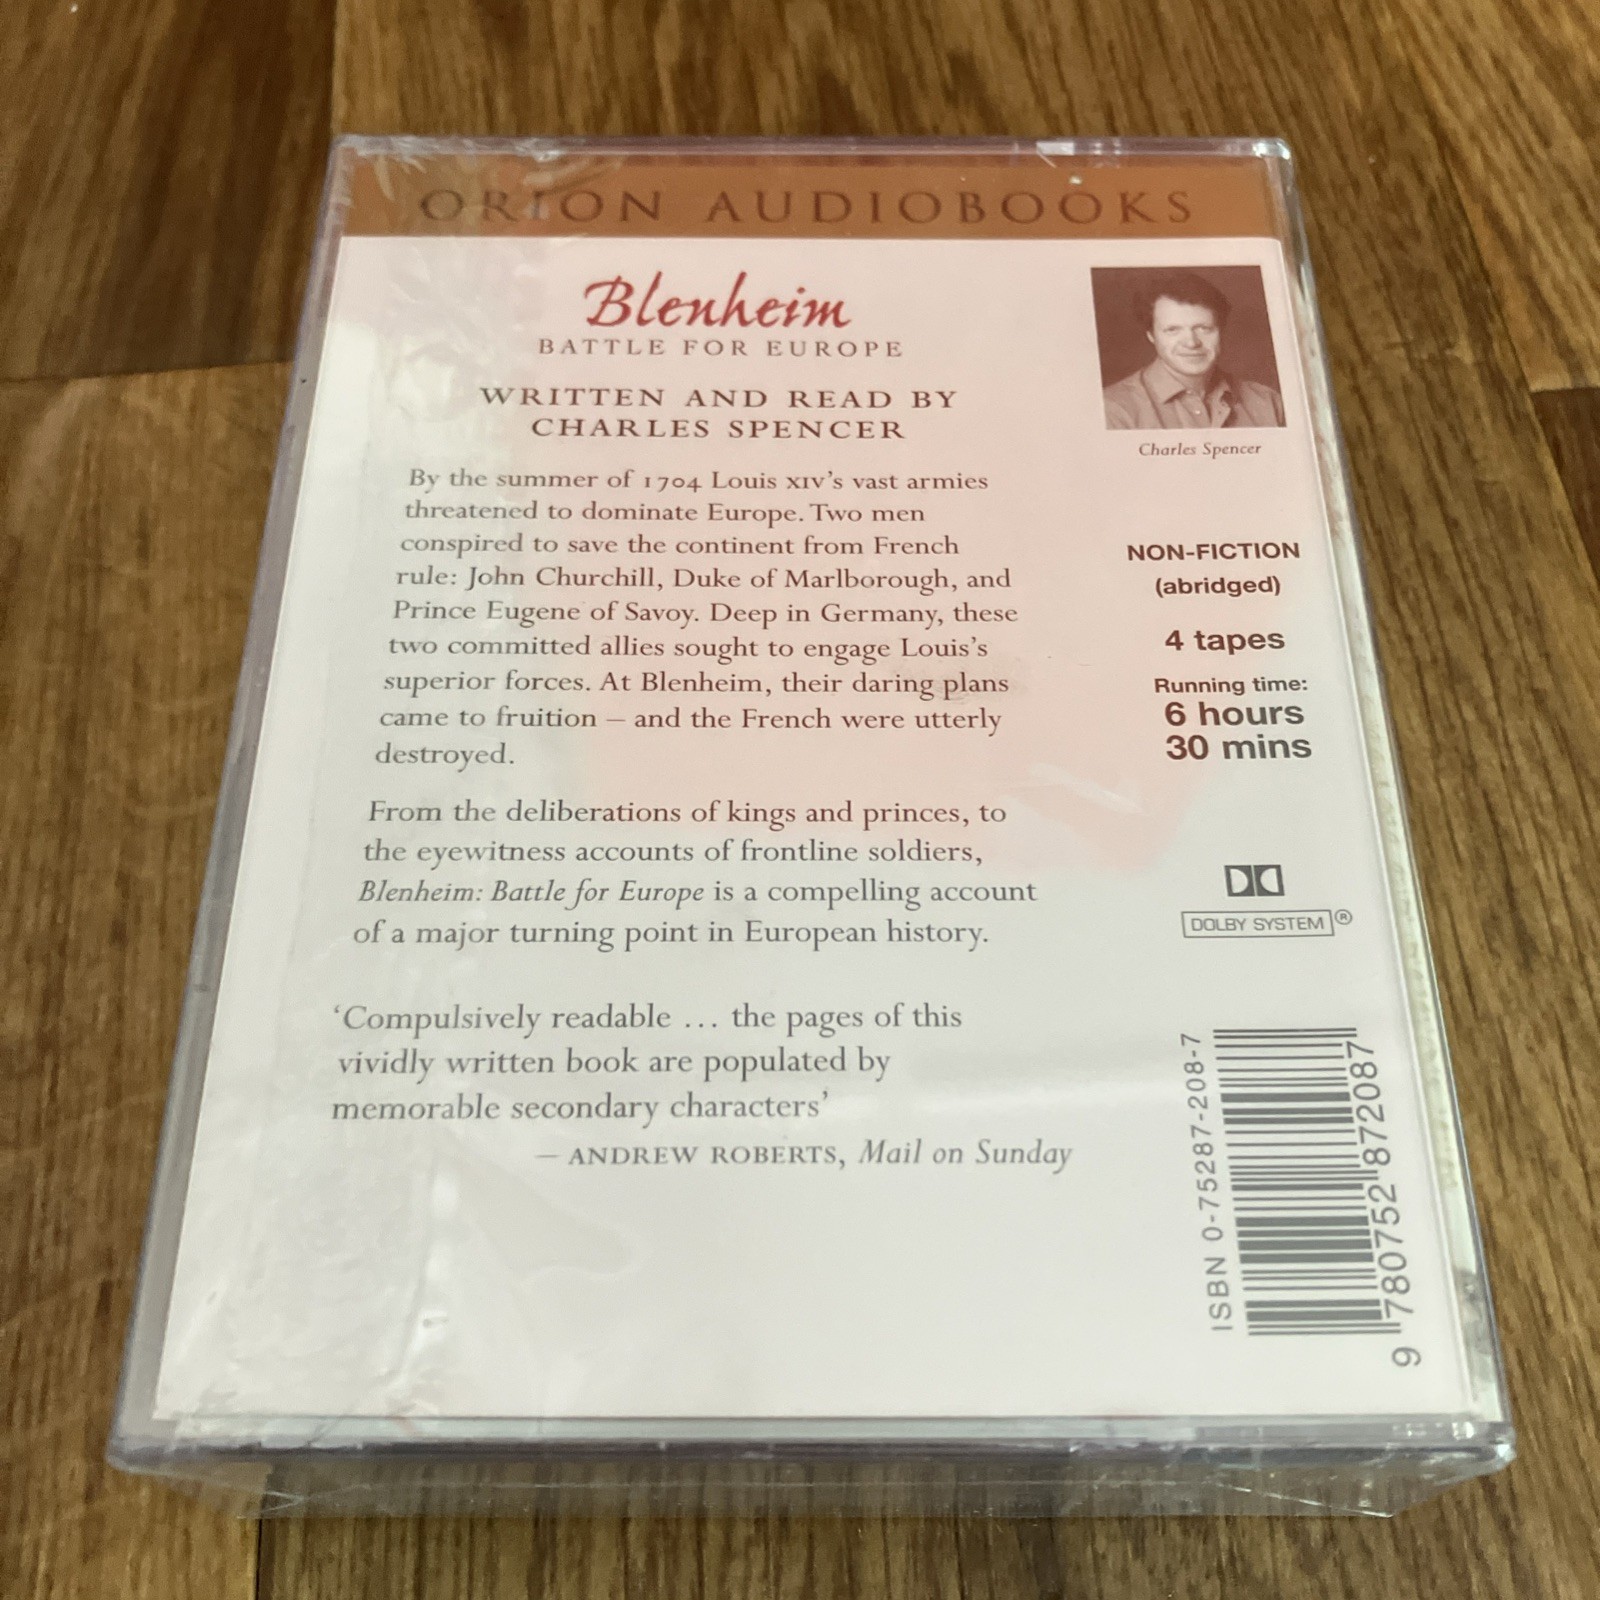 ORION AUDIOBOOKS
Blenheim
BATTLE FOR EUROPE
WRITTEN AND READ BY
CHARLES SPENCER
By the summer of 1704 Louis XIV's vast armies
threatened to dominate Europe. Two men
conspired to save the continent from French
rule: John Churchill, Duke of Marlborough, and
Prince Eugene of Savoy. Deep in Germany, these
two committed allies sought to engage Louis's
superior forces. At Blenheim, their daring plans
came to fruition – and the French were utterly
destroyed.
From the deliberations of kings and princes, to
the eyewitness accounts of frontline soldiers,
Blenheim: Battle for Europe is a compelling account
of a major turning point in European history.
'Compulsively readable … the pages of this
vividly written book are populated by
memorable secondary characters'
– ANDREW ROBERTS, Mail on Sunday
Charles Spencer
NON-FICTION
(abridged)
4 tapes
Running time:
6 hours
30 mins
DOLBY SYSTEM®
ISBN 0-75287-208-7
9 780752 872087